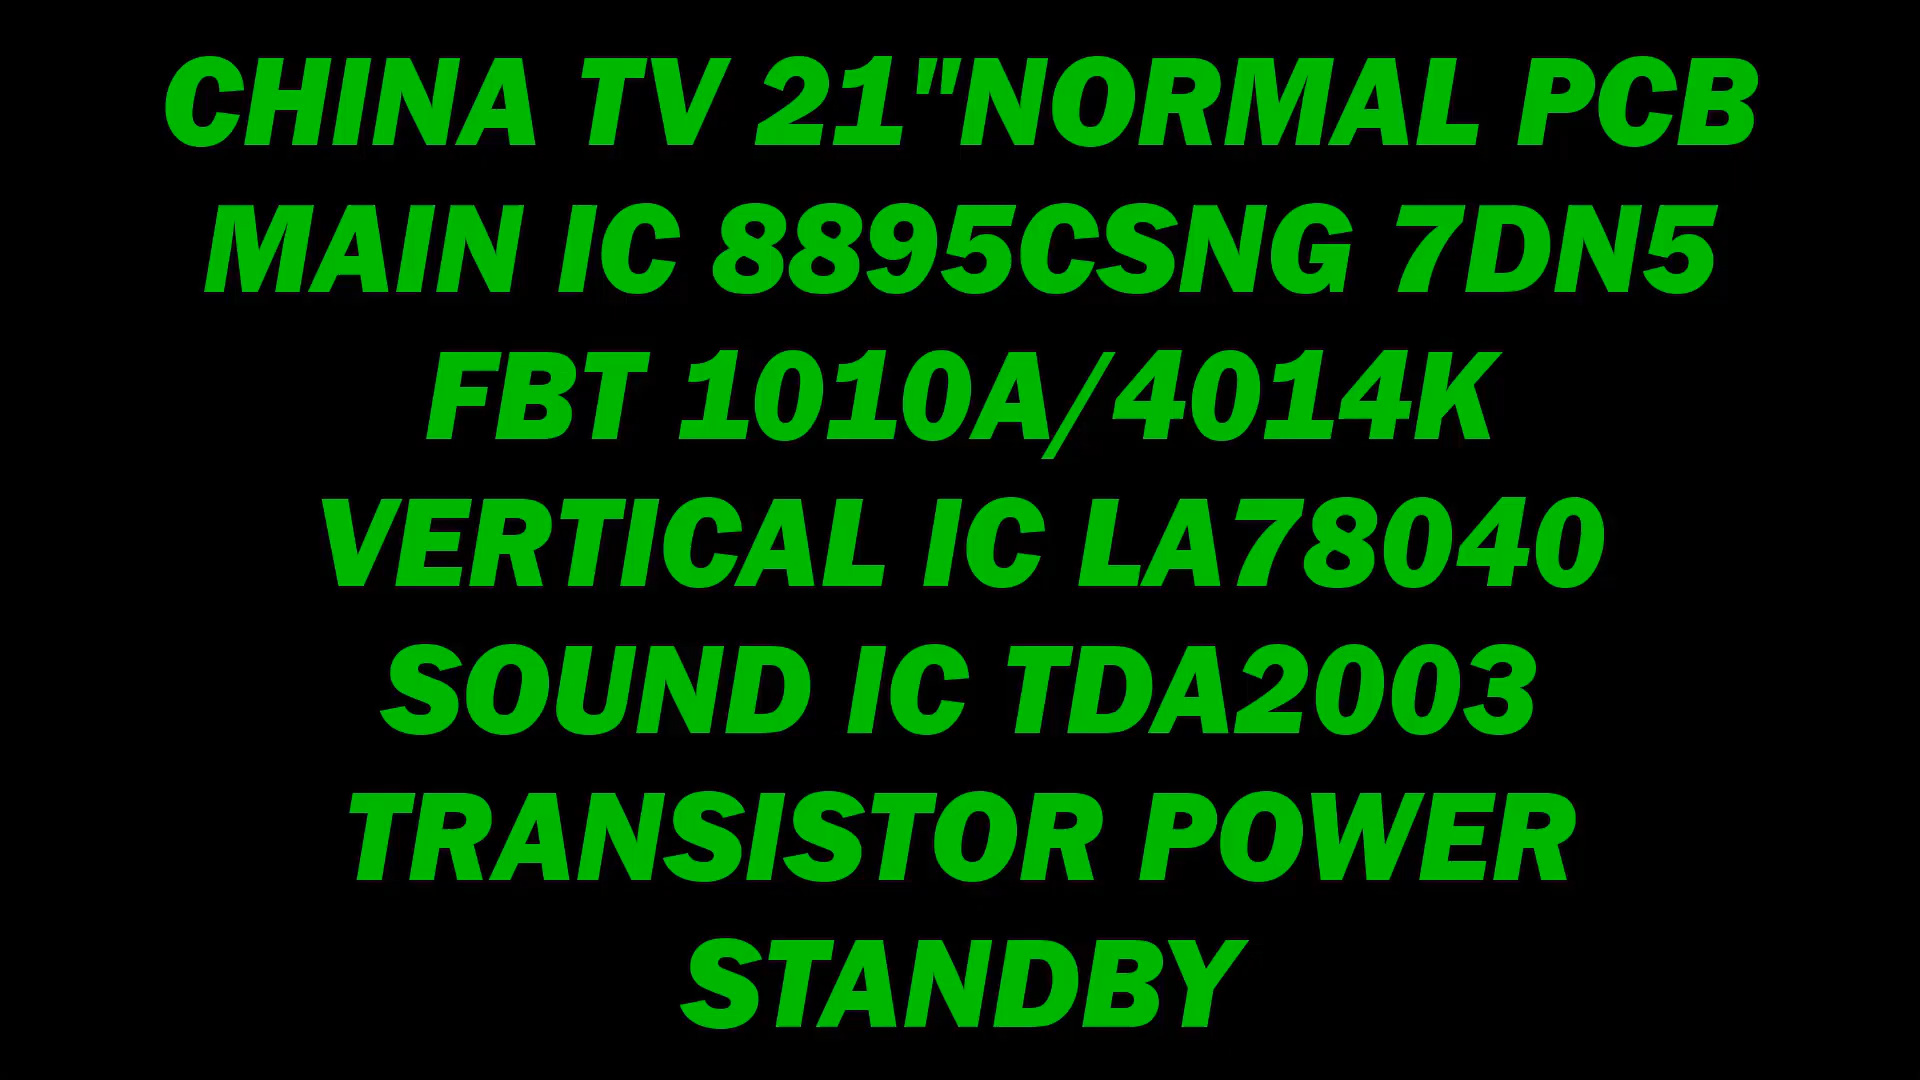 CHINA TV 21"NORMAL PCB
MAIN IC 8895CSNG 7DN5
FBT 1010A/4014K
VERTICAL IC LA78040
SOUND IC TDA2003
TRANSISTOR POWER
STANDBY